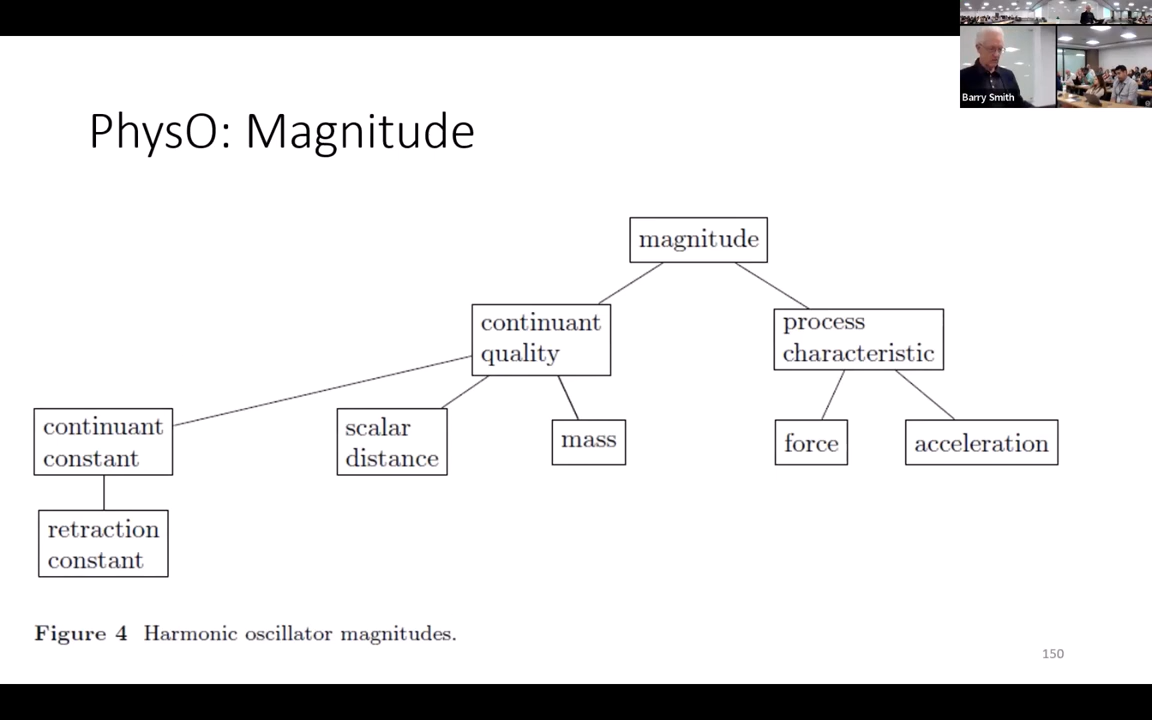 Barry Smith
PhysO: Magnitude
magnitude
continuant
quality
process
characteristic
continuant
constant
scalar
distance
mass
force
acceleration
retraction
constant
Figure 4 Harmonic oscillator magnitudes.
150